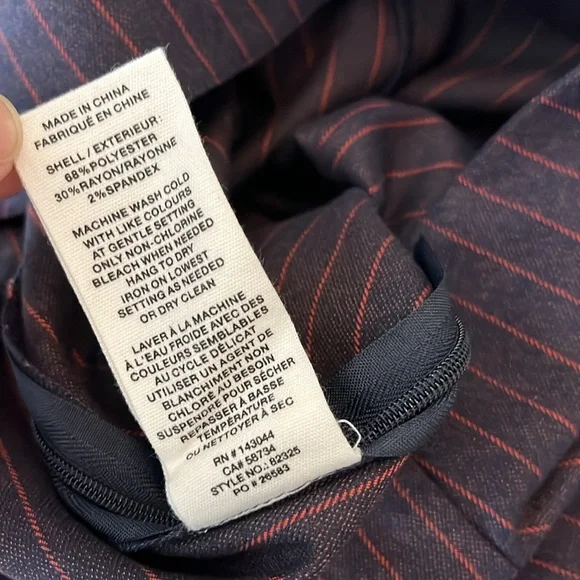 MADE IN CHINA
FABRIQUÉ EN CHINE
SHELL / EXTERIEUR:
68% POLYESTER
30% RAYON/RAYONNE
2% SPANDEX
MACHINE WASH COLD
WITH LIKE COLOURS
AT GENTLE SETTING
ONLY NON-CHLORINE
BLEACH WHEN NEEDED
HANG TO DRY
IRON ON LOWEST
SETTING AS NEEDED
OR DRY CLEAN
LAVER À LA MACHINE
À L'EAU FROIDE AVEC DES
COULEURS SEMBLABLES
AU CYCLE DÉLICAT
UTILISER UN AGENT DE
BLANCHIMENT NON
CHLORÉ AU BESOIN
SUSPENDRE POUR SÉCHER
REPASSER À BASSE
TEMPÉRATURE
OU NETTOYER À SEC
RN # 143044
CA# 58734
STYLE NO.: 82325
PO # 26583